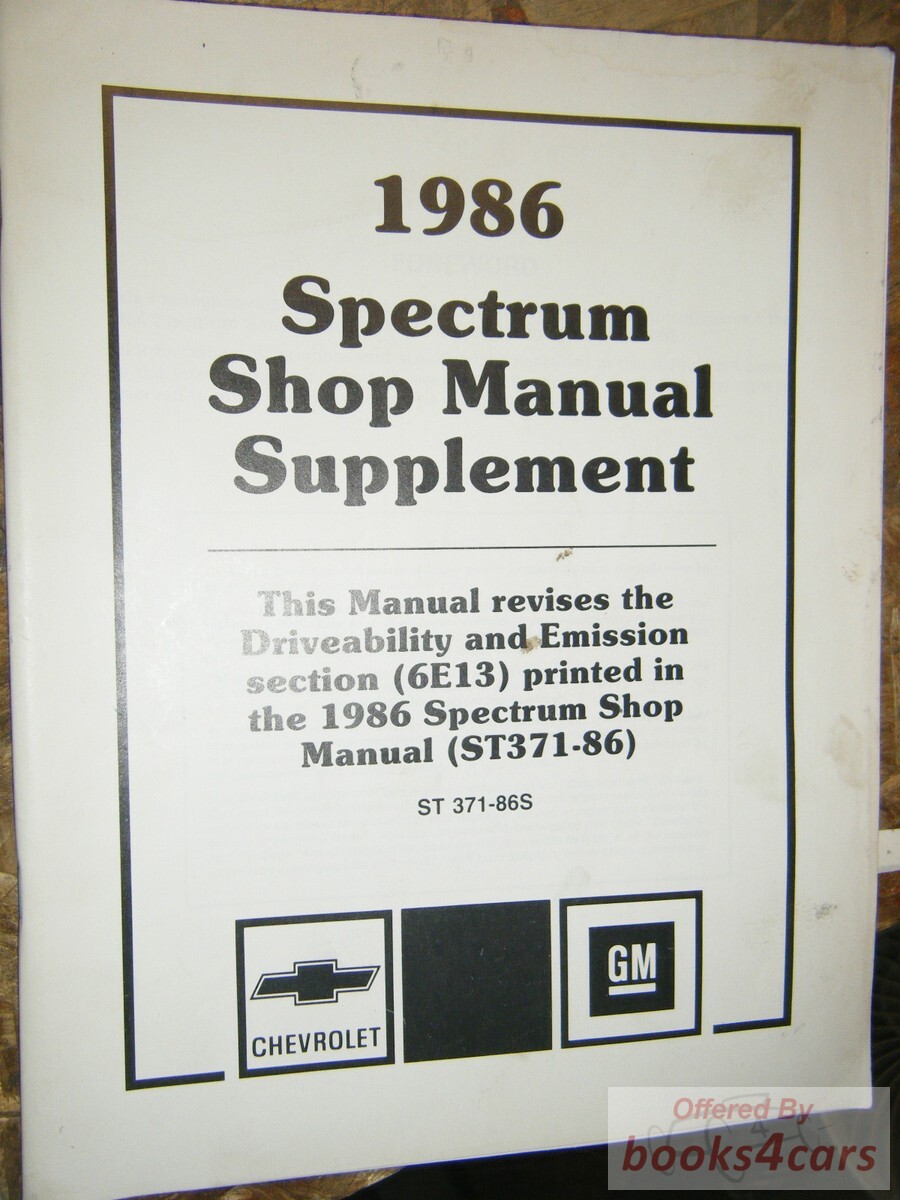 1986
Spectrum
Shop Manual
Supplement
This Manual revises the
Driveability and Emission
section (6E13) printed in
the 1986 Spectrum Shop
Manual (ST371-86)
ST 371-86S
CHEVROLET
GM
Offered By
books4cars